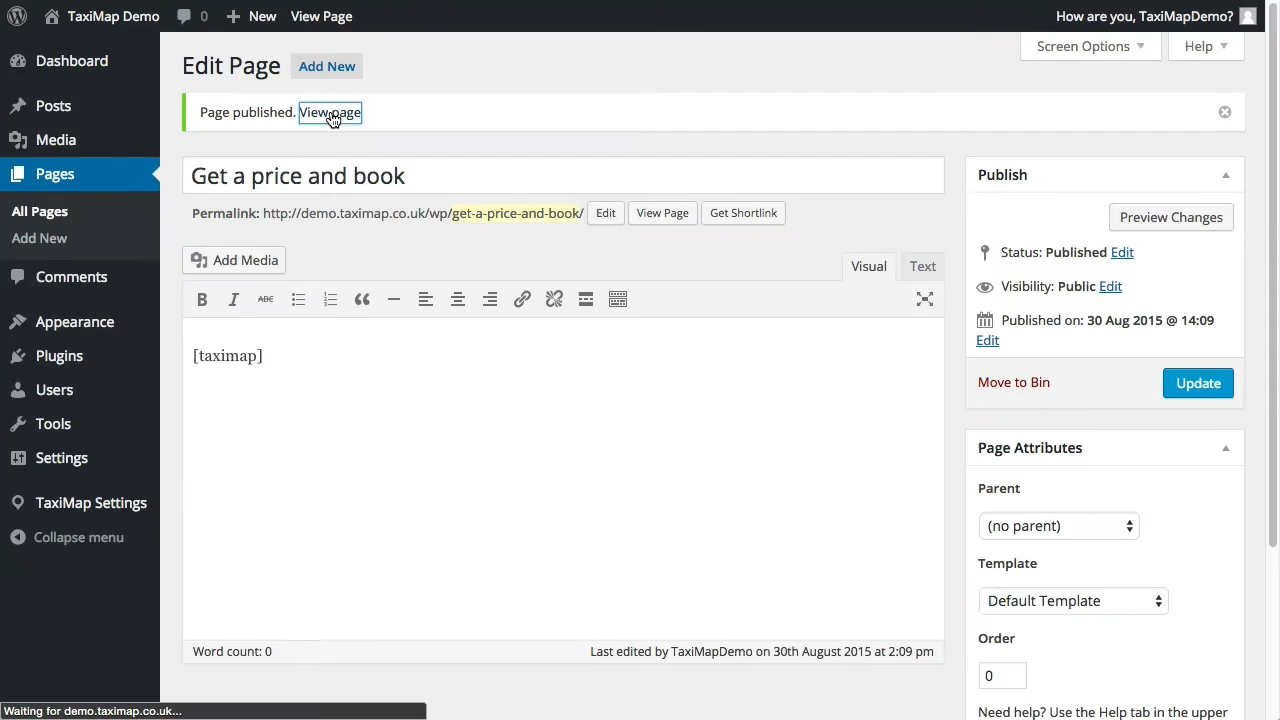 TaxiMap Demo 0 New View Page How are you, TaxiMapDemo?
Dashboard
Posts
Media
Pages
All Pages
Add New
Comments
Appearance
Plugins
Users
Tools
Settings
TaxiMap Settings
Collapse menu
Screen Options Help
Edit Page Add New
Page published. View page
Get a price and book
Permalink: http://demo.taximap.co.uk/wp/get-a-price-and-book/ Edit View Page Get Shortlink
Add Media
Visual Text
B I ABC
[taximap]
Word count: 0 Last edited by TaxiMapDemo on 30th August 2015 at 2:09 pm
Publish
Preview Changes
Status: Published Edit
Visibility: Public Edit
Published on: 30 Aug 2015 @ 14:09
Edit
Move to Bin Update
Page Attributes
Parent
(no parent)
Template
Default Template
Order
0
Need help? Use the Help tab in the upper
Waiting for demo.taximap.co.uk...